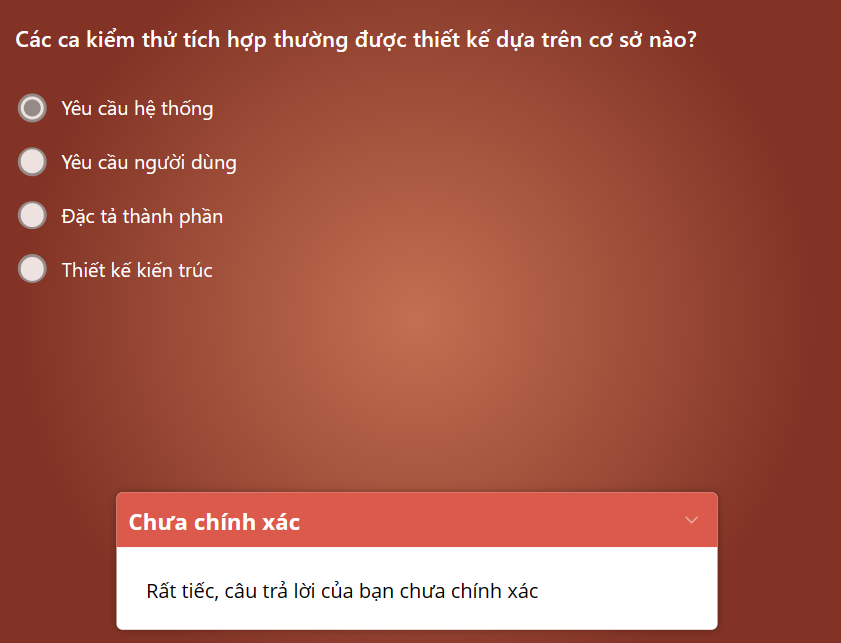 Các ca kiểm thử tích hợp thường được thiết kế dựa trên cơ sở nào?
Yêu cầu hệ thống
Yêu cầu người dùng
Đặc tả thành phần
Thiết kế kiến trúc
Chưa chính xác
Rất tiếc, câu trả lời của bạn chưa chính xác